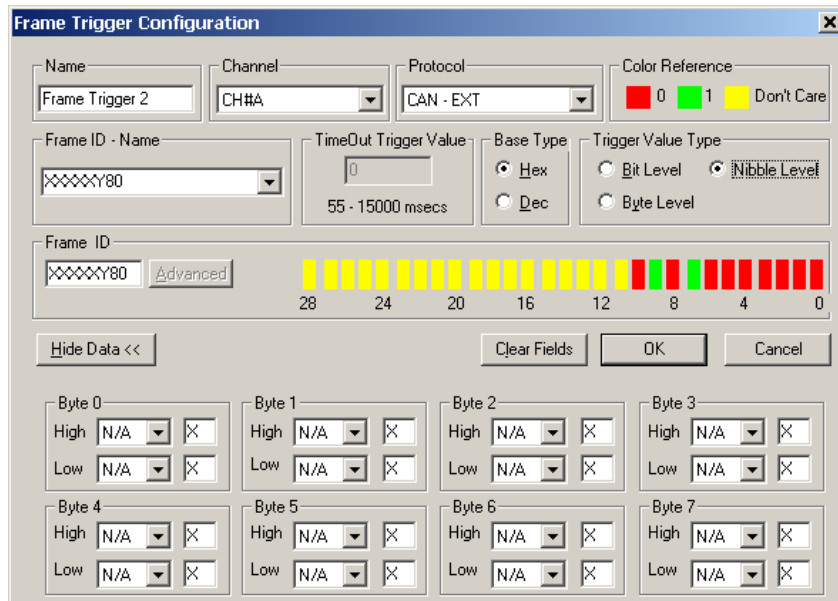 Frame Trigger Configuration
Name
Frame Trigger 2
Channel
CH#A
Protocol
CAN - EXT
Color Reference
0 1 Don't Care
Frame ID - Name
XXXXXY80
TimeOut Trigger Value
0
55 - 15000 msecs
Base Type
Hex
Dec
Trigger Value Type
Bit Level Nibble Level
Byte Level
Frame ID
XXXXXY80 Advanced
28 24 20 16 12 8 4 0
Hide Data << Clear Fields OK Cancel
Byte 0 Byte 1 Byte 2 Byte 3
High N/A X High N/A X High N/A X High N/A X
Low N/A X Low N/A X Low N/A X Low N/A X
Byte 4 Byte 5 Byte 6 Byte 7
High N/A X High N/A X High N/A X High N/A X
Low N/A X Low N/A X Low N/A X Low N/A X